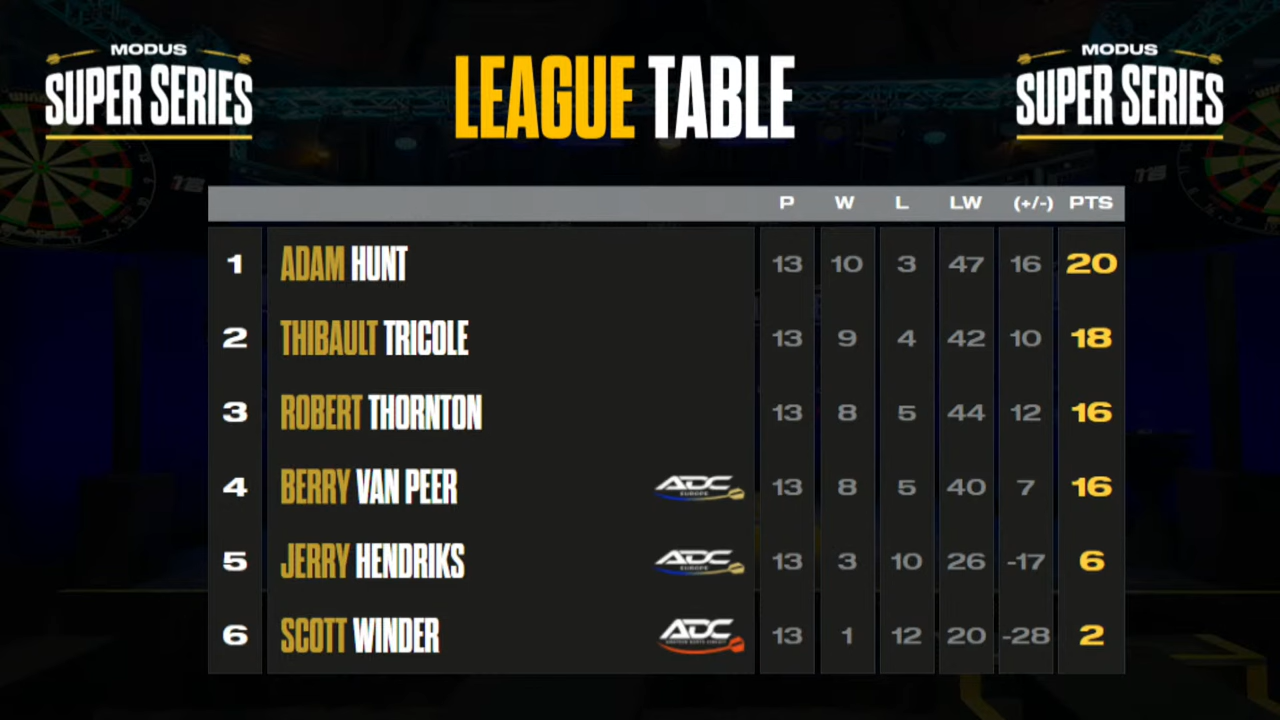 MODUS
SUPER SERIES
LEAGUE TABLE
MODUS
SUPER SERIES
P W L LW (+/-) PTS
1 ADAM HUNT 13 10 3 47 16 20
2 THIBAULT TRICOLE 13 9 4 42 10 18
3 ROBERT THORNTON 13 8 5 44 12 16
4 BERRY VAN PEER ADC EUROPE 13 8 5 40 7 16
5 JERRY HENDRIKS ADC EUROPE 13 3 10 26 -17 6
6 SCOTT WINDER ADC 13 1 12 20 -28 2